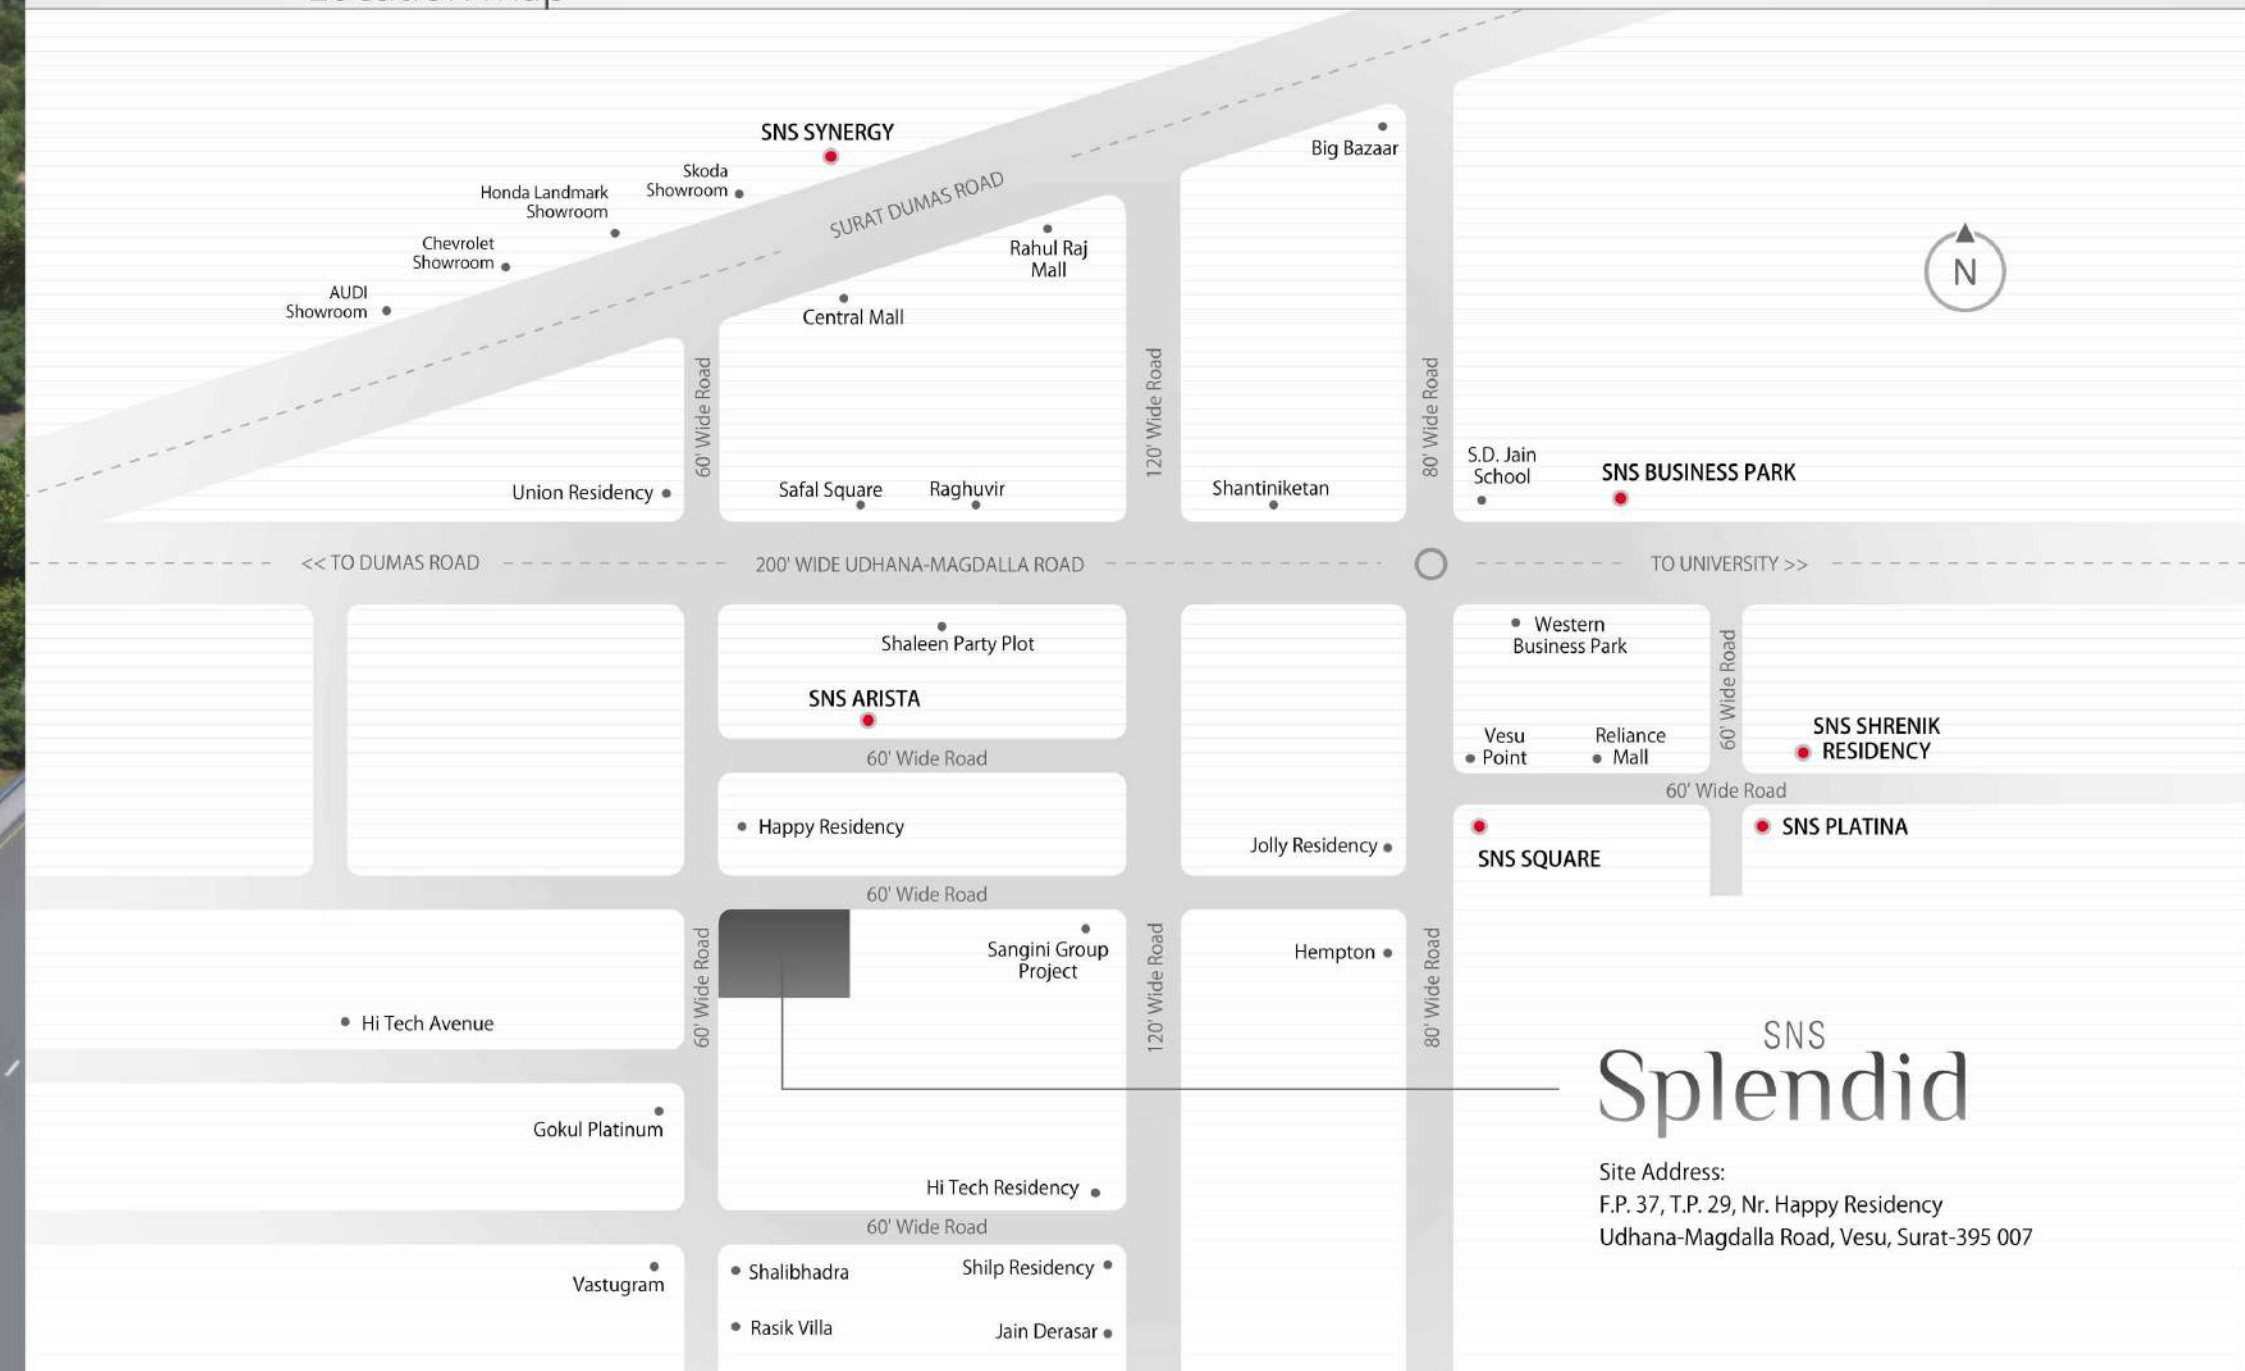 Location Map
SNS SYNERGY
Big Bazaar
Skoda
Showroom
Honda Landmark
Showroom
SURAT DUMAS ROAD
Chevrolet
Showroom
Rahul Raj
Mall
N
AUDI
Showroom
Central Mall
60' Wide Road
120' Wide Road
80' Wide Road
S.D. Jain
School
SNS BUSINESS PARK
Union Residency
Safal Square
Raghuvir
Shantiniketan
<< TO DUMAS ROAD
200' WIDE UDHANA-MAGDALLA ROAD
TO UNIVERSITY >>
Shaleen Party Plot
Western
Business Park
60' Wide Road
SNS ARISTA
Vesu
Point
Reliance
Mall
SNS SHRENIK
RESIDENCY
60' Wide Road
60' Wide Road
Happy Residency
Jolly Residency
SNS SQUARE
SNS PLATINA
60' Wide Road
60' Wide Road
Sangini Group
Project
120' Wide Road
Hempton
80' Wide Road
Hi Tech Avenue
SNS
Splendid
Gokul Platinum
Site Address:
F.P. 37, T.P. 29, Nr. Happy Residency
Udhana-Magdalla Road, Vesu, Surat-395 007
Hi Tech Residency
60' Wide Road
Vastugram
Shalibhadra
Shilp Residency
Rasik Villa
Jain Derasar